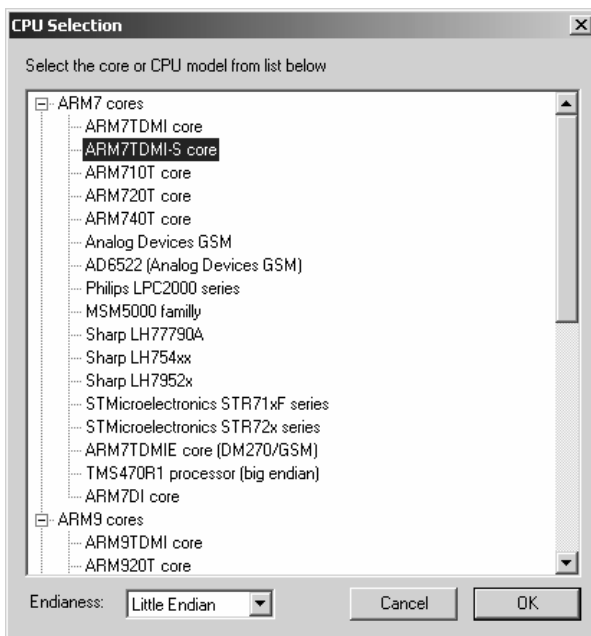 CPU Selection
Select the core or CPU model from list below
ARM7 cores
ARM7TDMI core
ARM7TDMI-S core
ARM710T core
ARM720T core
ARM740T core
Analog Devices GSM
AD6522 (Analog Devices GSM)
Philips LPC2000 series
MSM5000 familly
Sharp LH77790A
Sharp LH754xx
Sharp LH7952x
STMicroelectronics STR71xF series
STMicroelectronics STR72x series
ARM7TDMIE core (DM270/GSM)
TMS470R1 processor (big endian)
ARM7DI core
ARM9 cores
ARM9TDMI core
ARM920T core
Endianess: Little Endian Cancel OK